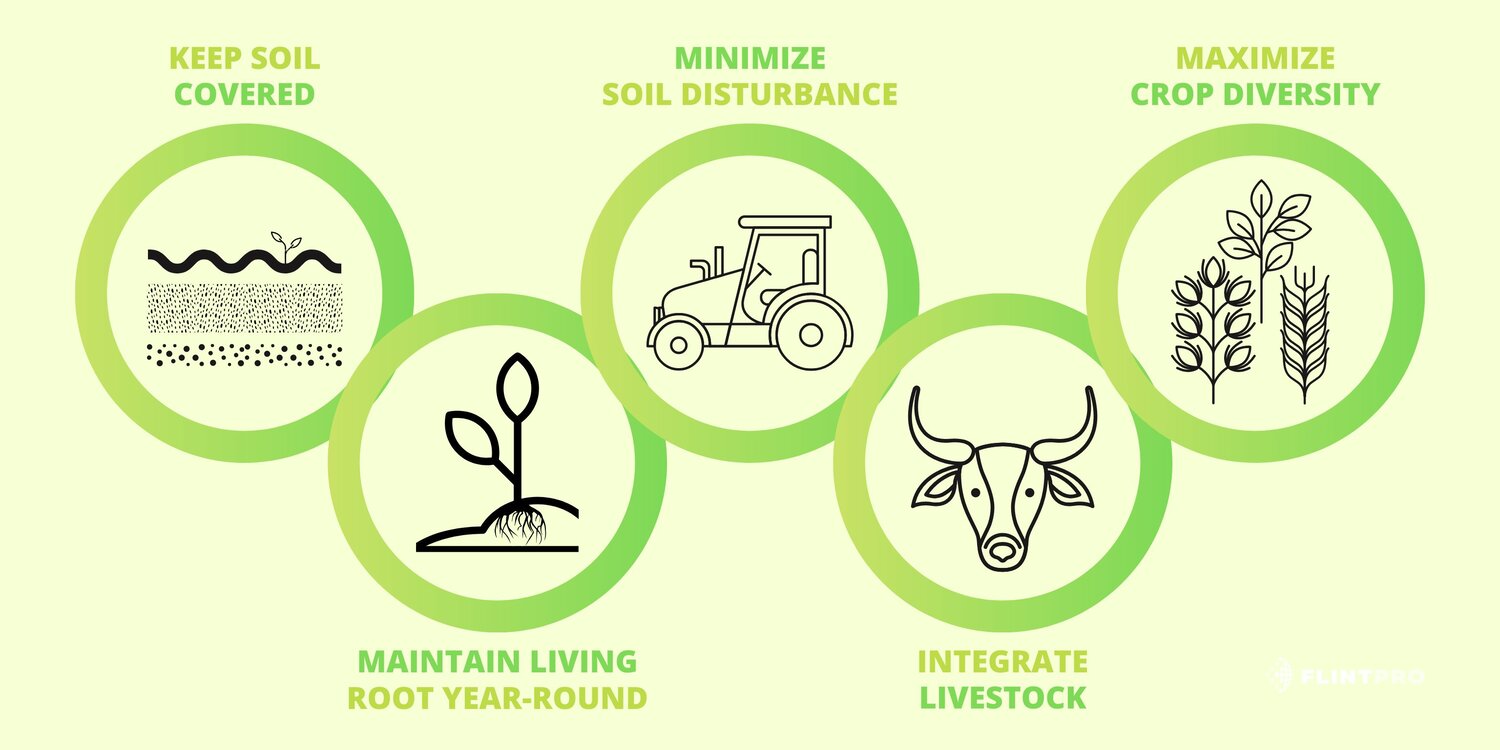 KEEP SOIL
COVERED
MINIMIZE
SOIL DISTURBANCE
MAXIMIZE
CROP DIVERSITY
MAINTAIN LIVING
ROOT YEAR-ROUND
INTEGRATE
LIVESTOCK
FLINTPRO